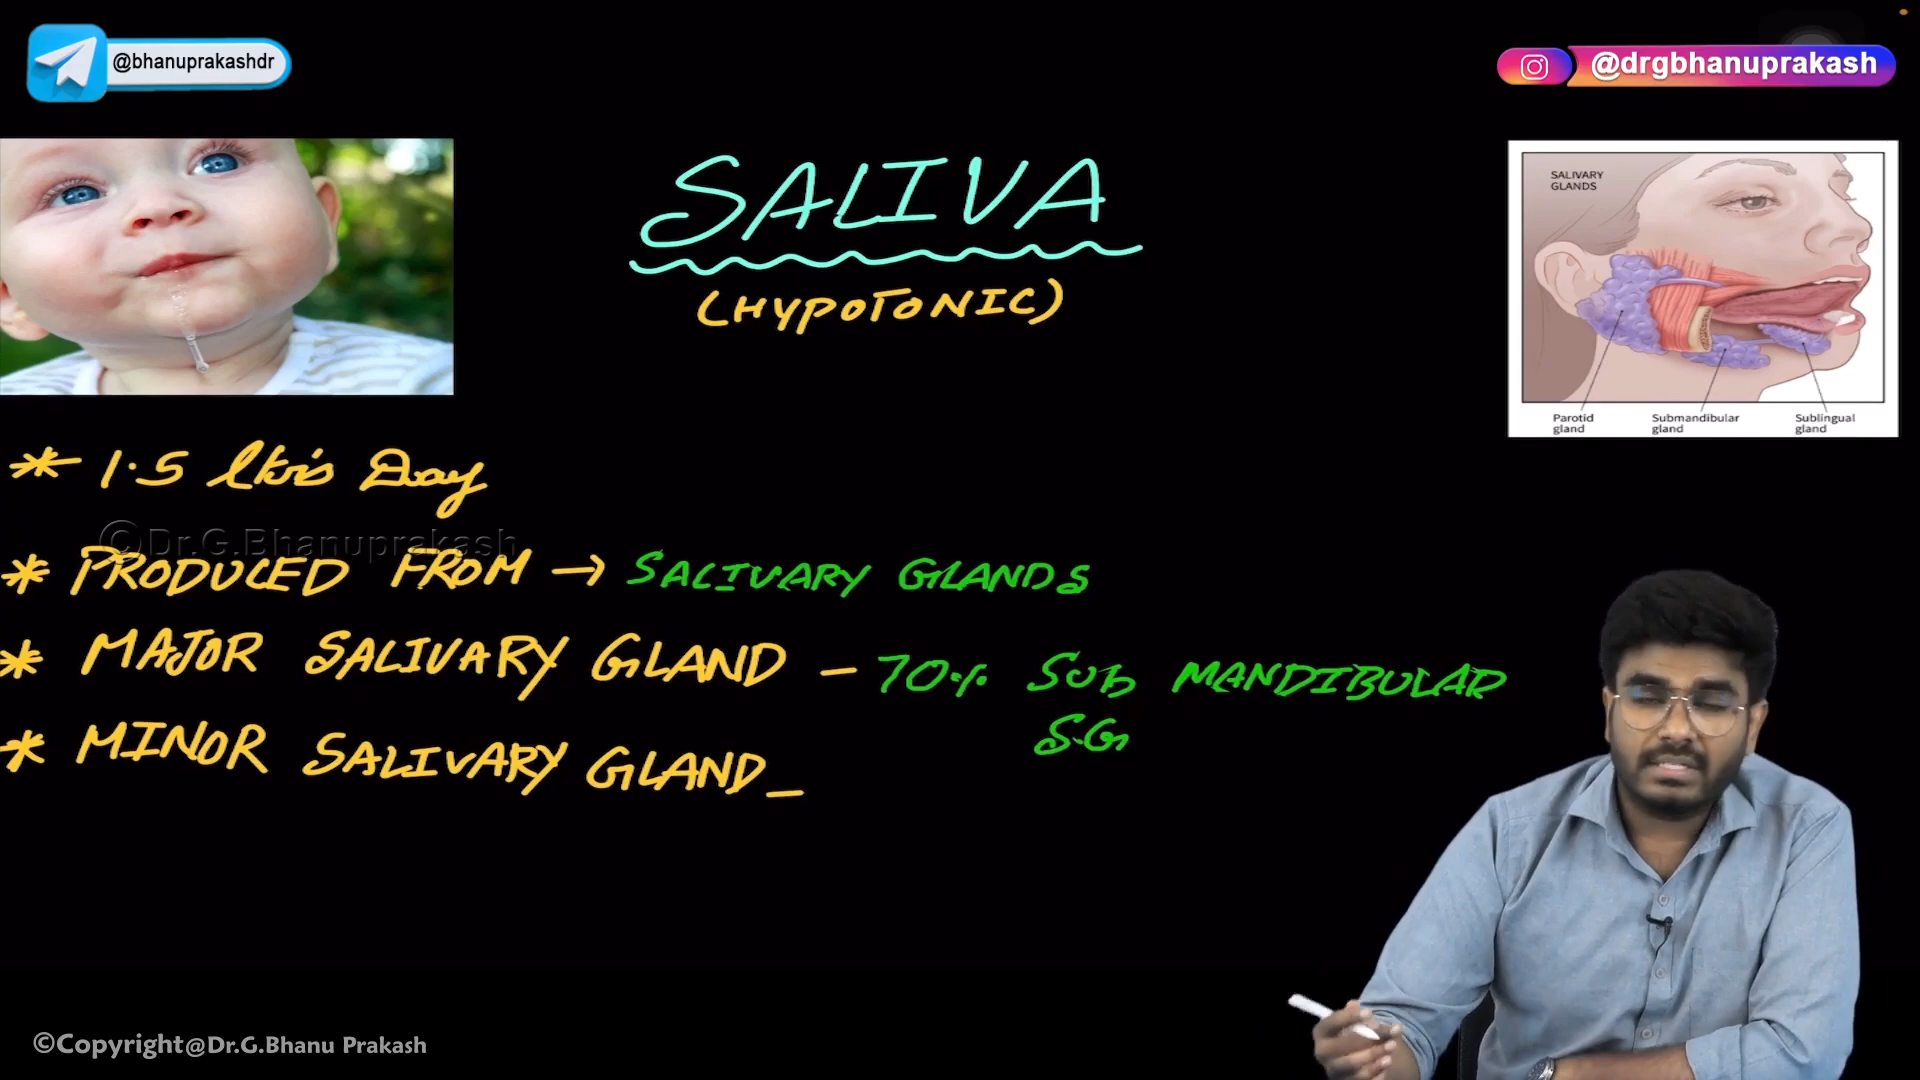 @bhanuprakashdr
@drgbhanuprakash
SALIVA
(HYPOTONIC)
SALIVARY
GLANDS
Parotid
gland
Submandibular
gland
Sublingual
gland
* 1.5 ltrs Day
©Dr.G.Bhanuprakash
* PRODUCED FROM → SALIVARY GLANDS
* MAJOR SALIVARY GLAND – 70% SUB MANDIBULAR
S.G
* MINOR SALIVARY GLAND –
©Copyright@Dr.G.Bhanu Prakash